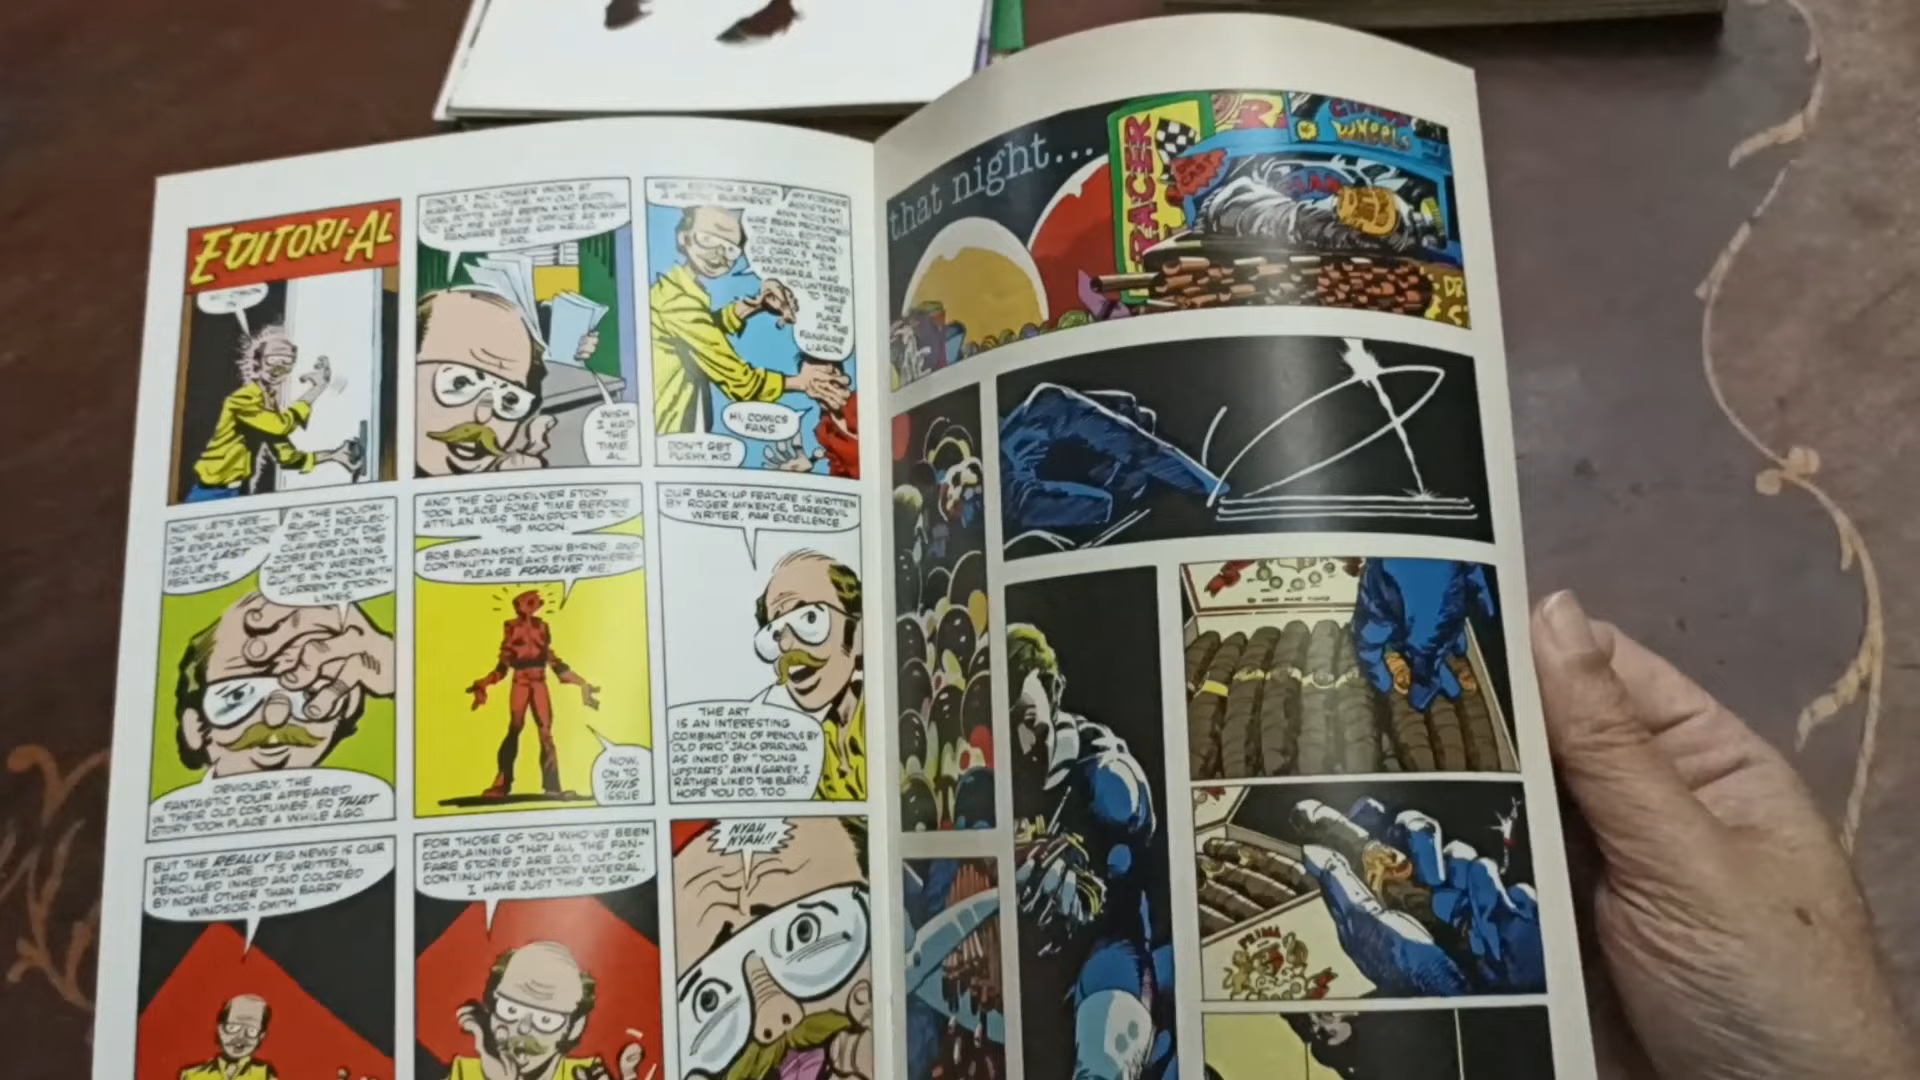 EDITORI-AL
SINCE I NO LONGER WORK AT
MARVEL FULL TIME, MY OLD BUDDY,
CARL POTTS, HAS BEEN KIND ENOUGH
TO LET ME USE HIS OFFICE AS MY
FANFARE BASE. SAY HELLO,
CARL.
WISH
I HAD
THE
TIME,
AL.
A HEROIC BUSINESS.
MY FORMER
ASSISTANT,
ANN NOCENTI,
HAS BEEN PROMOTED
TO FULL EDITOR
(CONGRATS, ANN),
SO CARL'S NEW
ASSISTANT, JIM
MASSARA, HAS
VOLUNTEERED
TO TAKE
HER
PLACE
AS THE
FANFARE
LIASON.
HI, COMICS
FANS.
DON'T GET
PUSHY, KID.
NOW, LET'S SEE--
OH, YEAH, A WORD
OF EXPLANATION
ABOUT LAST
ISSUE'S
FEATURES.
IN THE HOLIDAY
RUSH I NEGLEC-
TED TO PUT DIS-
CLAIMERS ON THE
JOBS EXPLAINING
THAT THEY WEREN'T
QUITE IN SYNCH WITH
CURRENT STORY-
LINES.
OBVIOUSLY, THE
FANTASTIC FOUR APPEARED
IN THEIR OLD COSTUMES, SO THAT
STORY TOOK PLACE A WHILE AGO.
AND THE QUICKSILVER STORY
TOOK PLACE SOME TIME BEFORE
ATTILAN WAS TRANSPORTED TO
THE MOON.
BOB BUDIANSKY, JOHN BYRNE, AND
CONTINUITY FREAKS EVERYWHERE--
PLEASE FORGIVE ME.
NOW,
ON TO
THIS
ISSUE.
OUR BACK-UP FEATURE IS WRITTEN
BY ROGER McKENZIE, DAREDEVIL
WRITER, PAR EXCELLENCE.
THE ART
IS AN INTERESTING
COMBINATION OF PENCILS BY
"OLD PRO," JACK SPARLING,
AS INKED BY "YOUNG
UPSTARTS" AKIN & GARVEY. I
RATHER LIKED THE BLEND,
HOPE YOU DO, TOO.
BUT THE REALLY BIG NEWS IS OUR
LEAD FEATURE. IT'S WRITTEN,
PENCILLED, INKED AND COLORED
BY NONE OTHER THAN BARRY
WINDSOR-SMITH.
FOR THOSE OF YOU WHO'VE BEEN
COMPLAINING THAT ALL THE FAN-
FARE STORIES ARE OLD, OUT-OF-
CONTINUITY INVENTORY MATERIAL,
I HAVE JUST THIS TO SAY:
NYAH
NYAH!!
that night...
RACER
WHEELS
PRIMA